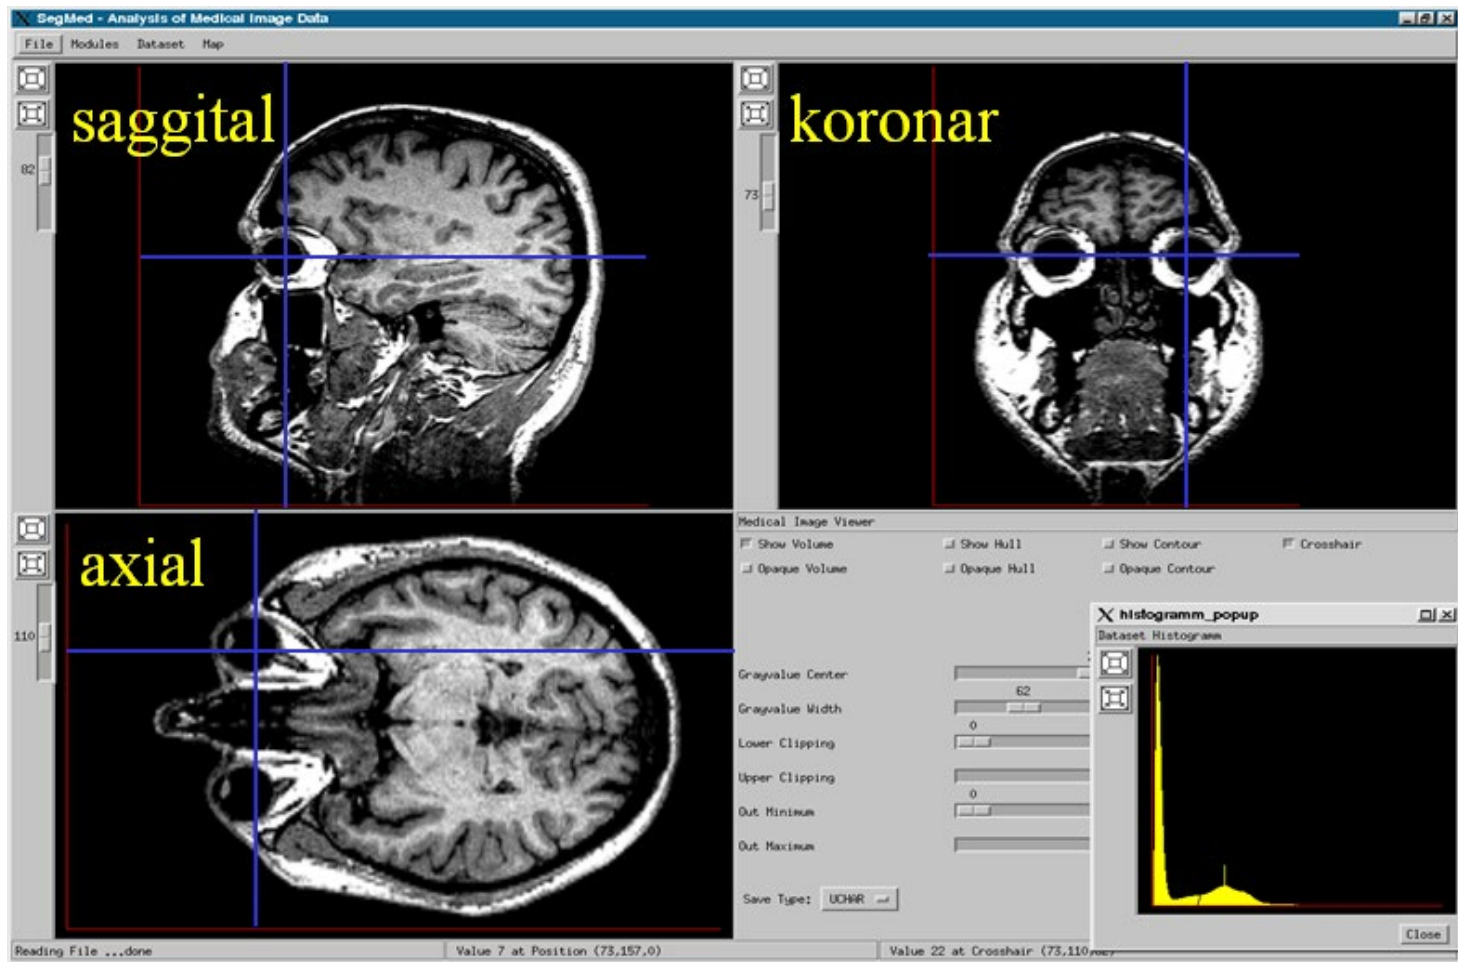 SegMed - Analysis of Medical Image Data
File Modules Dataset Map
saggital
82
koronar
73
axial
110
Medical Image Viewer
Show Volume Show Hull Show Contour Crosshair
Opaque Volume Opaque Hull Opaque Contour
Grayvalue Center
62
Grayvalue Width
0
Lower Clipping
Upper Clipping
0
Out Minimum
Out Maximum
Save Type: UCHAR
histogramm_popup
Dataset Histogramm
Close
Reading File ...done
Value 7 at Position (73,157,0)
Value 22 at Crosshair (73,110,